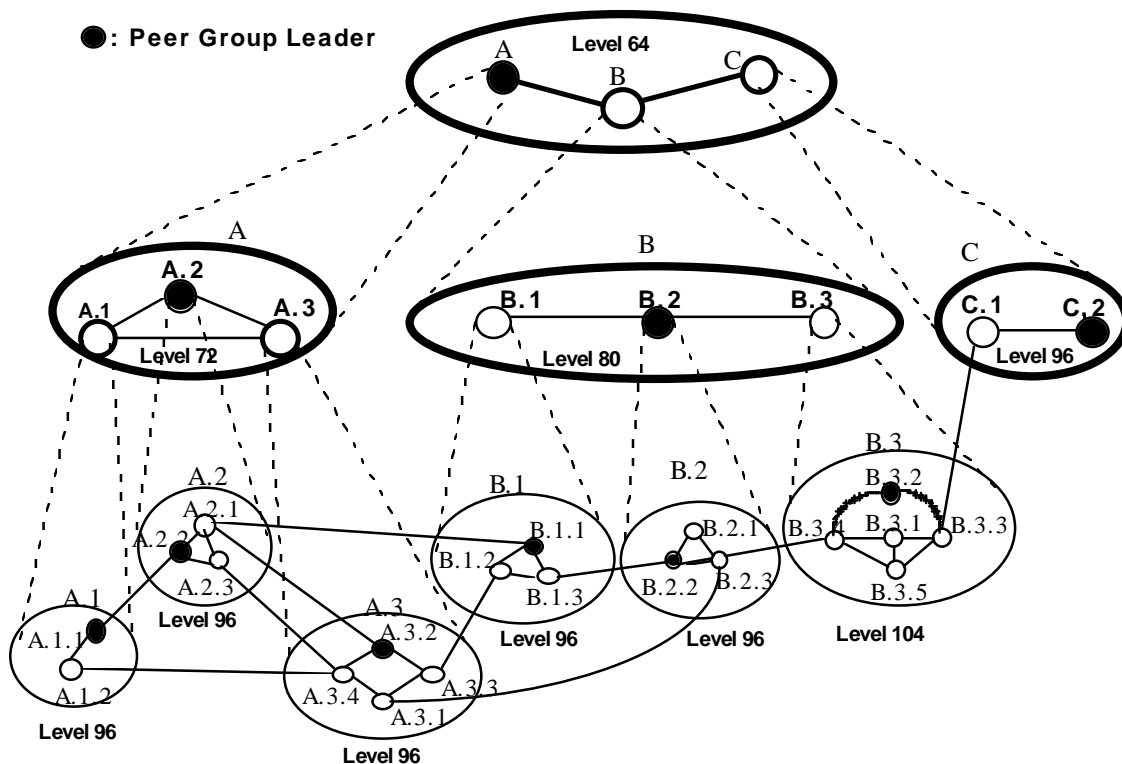 : Peer Group Leader
Level 64
A
B
C
A
B
C
A.2
A.1
A.3
Level 72
B.1
B.2
B.3
Level 80
C.1
C.2
Level 96
A.2
A.2.1
A.2.2
A.2.3
Level 96
B.1
B.1.1
B.1.2
B.1.3
Level 96
B.2
B.2.1
B.2.2
B.2.3
Level 96
B.3
B.3.2
B.3.4
B.3.1
B.3.3
B.3.5
Level 104
A.1
A.1.1
A.1.2
Level 96
A.3
A.3.2
A.3.4
A.3.3
A.3.1
Level 96